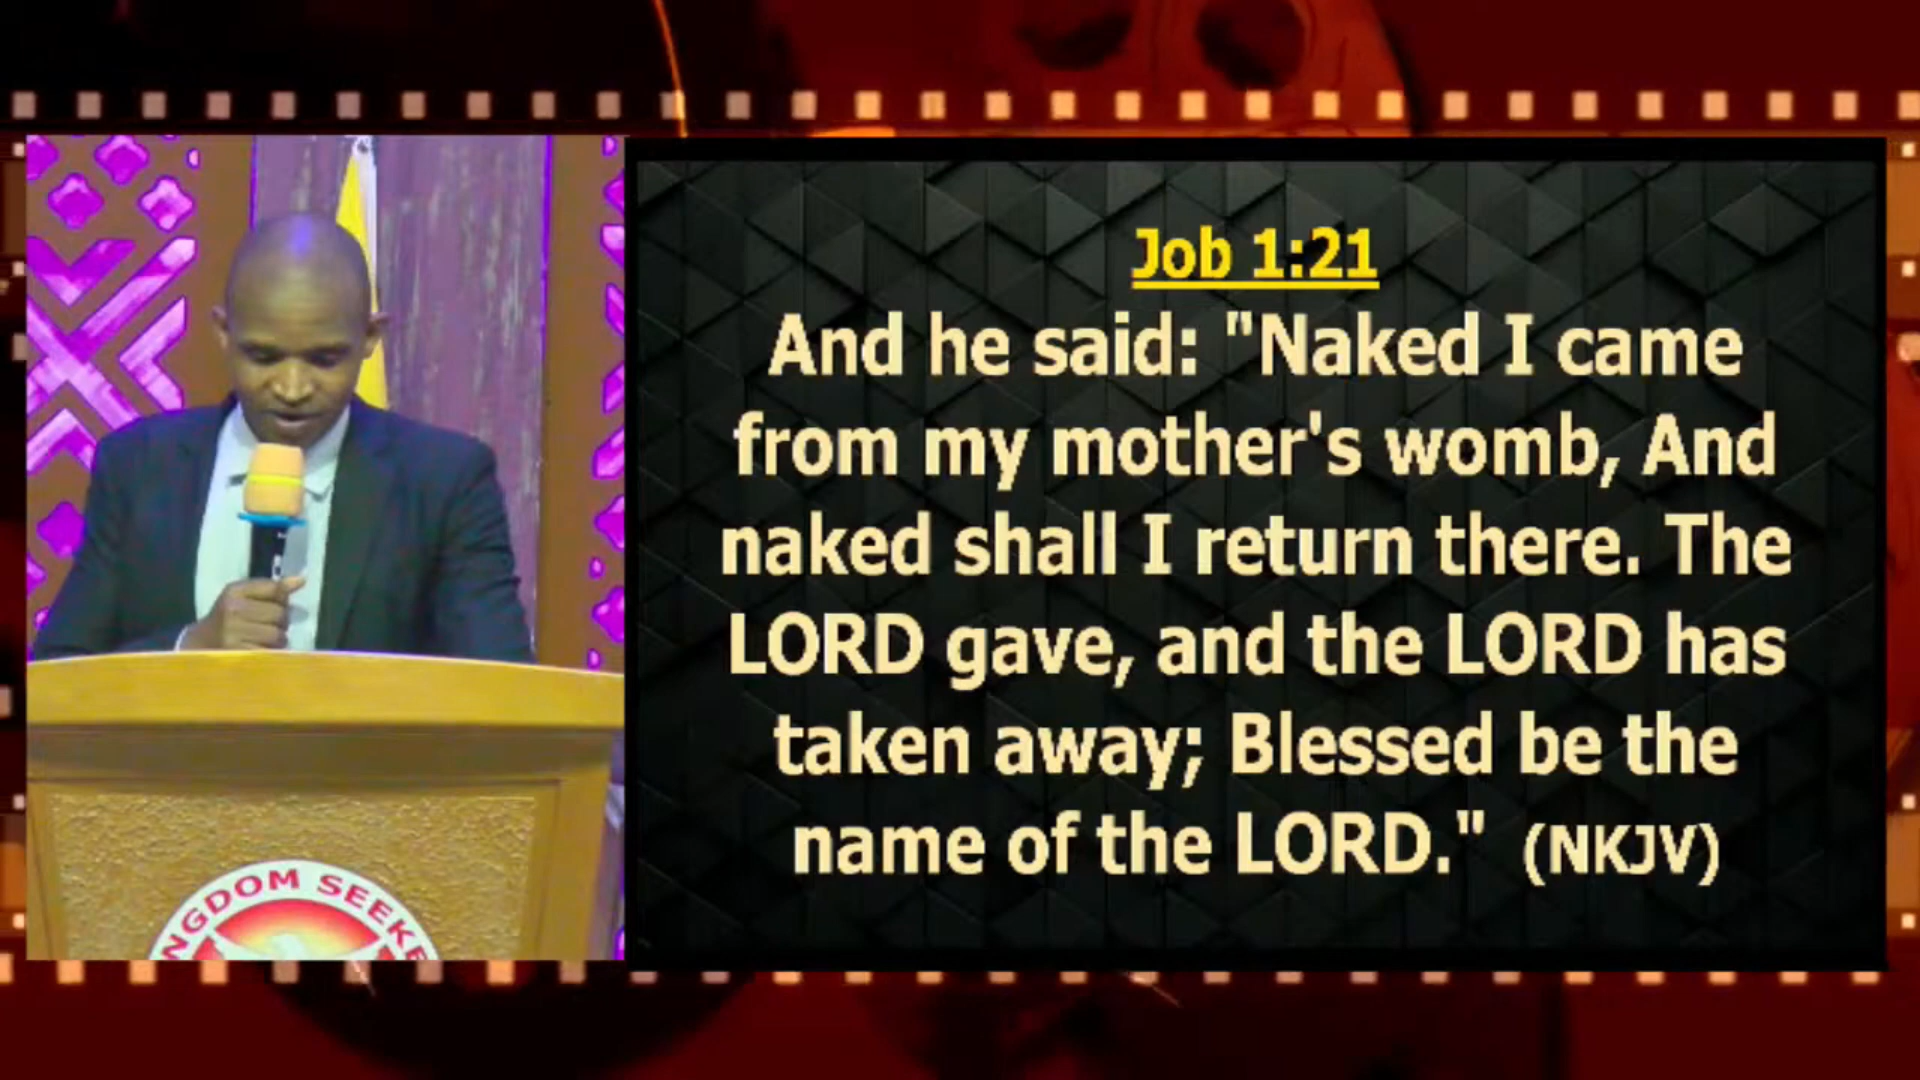 Job 1:21
And he said: "Naked I came
from my mother's womb, And
naked shall I return there. The
LORD gave, and the LORD has
taken away; Blessed be the
name of the LORD." (NKJV)
NGDOM SEEKE